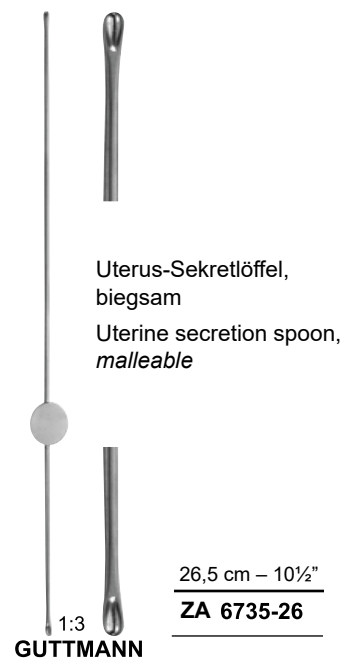 Uterus-Sekretlöffel,
biegsam
Uterine secretion spoon,
malleable
26,5 cm – 10½”
ZA 6735-26
1:3
GUTTMANN